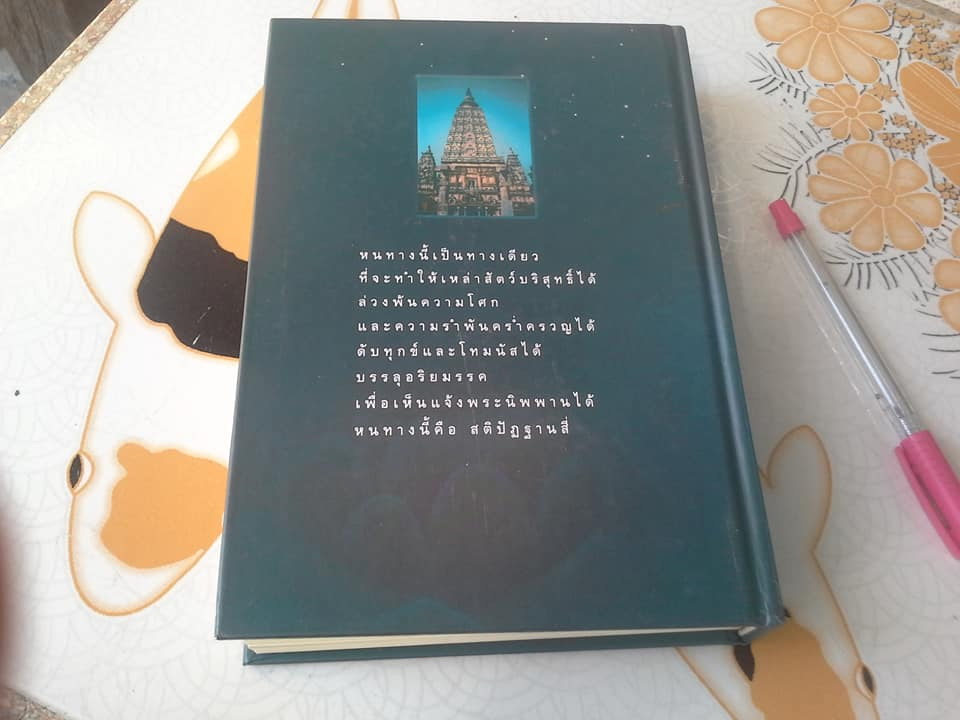 หนทางนี้เป็นทางเดียว
ที่จะทำให้เหล่าสัตว์บริสุทธิ์ได้
ล่วงพ้นความโศก
และความรำพันคร่ำครวญได้
ดับทุกข์และโทมนัสได้
บรรลุอริยมรรค
เพื่อเห็นแจ้งพระนิพพานได้
หนทางนี้คือ สติปัฏฐานสี่